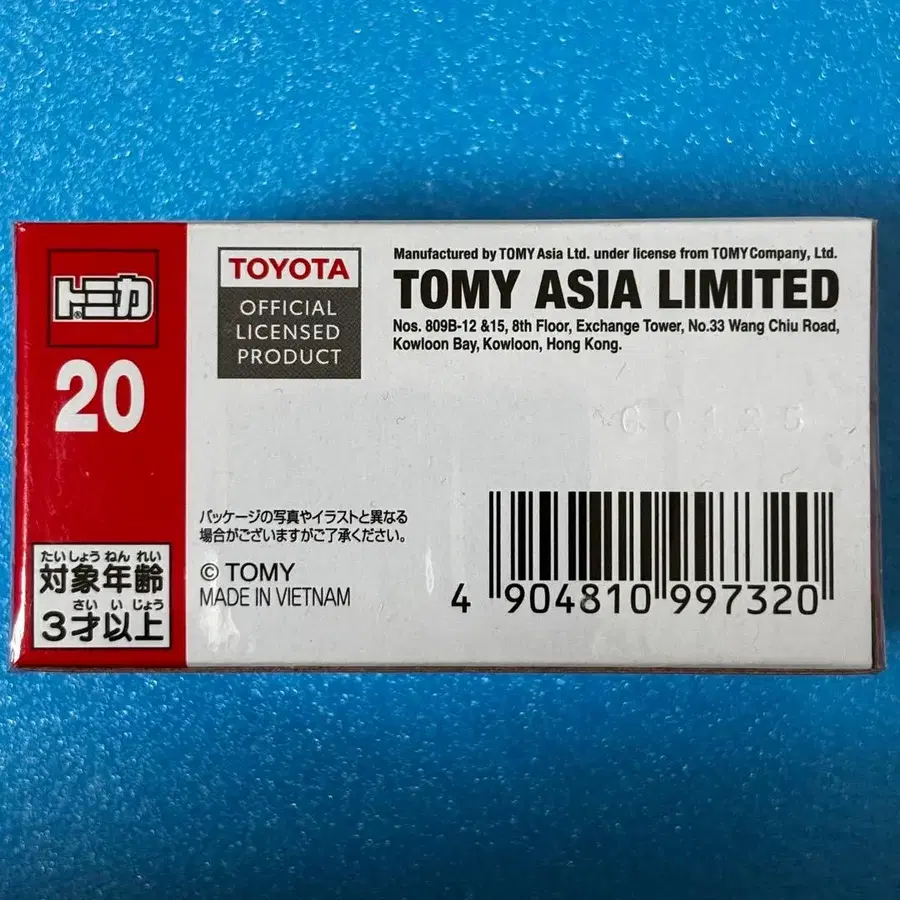 トミカ
®
20
たいしょうねんれい
対象年齢
さいいじょう
3才以上
TOYOTA
OFFICIAL
LICENSED
PRODUCT
Manufactured by TOMY Asia Ltd. under license from TOMY Company, Ltd.
TOMY ASIA LIMITED
Nos. 809B-12 &15, 8th Floor, Exchange Tower, No.33 Wang Chiu Road,
Kowloon Bay, Kowloon, Hong Kong.
パッケージの写真やイラストと異なる
場合がございますがご了承ください。
© TOMY
MADE IN VIETNAM
4 904810 997320